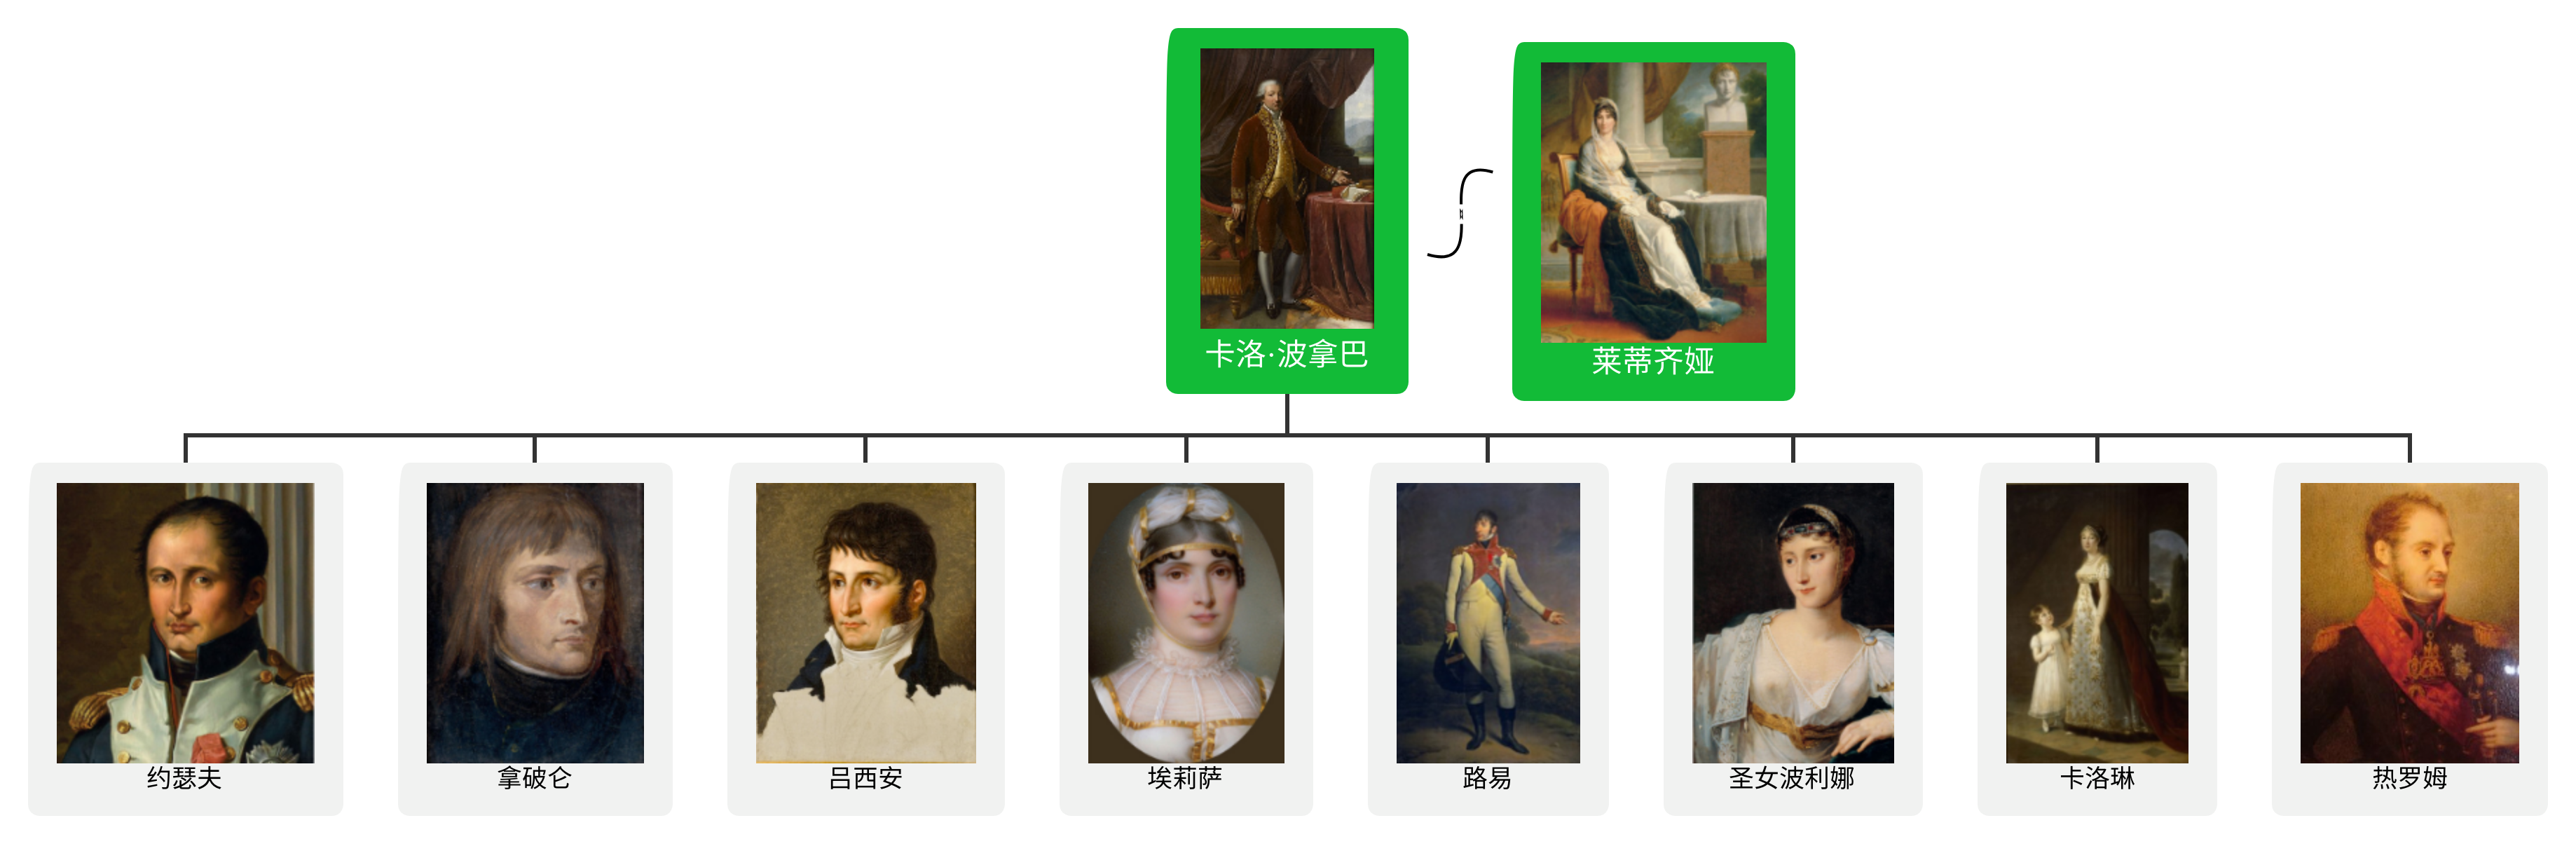 卡洛·波拿巴
莱蒂齐娅
约瑟夫
拿破仑
吕西安
埃莉萨
路易
圣女波利娜
卡洛琳
热罗姆